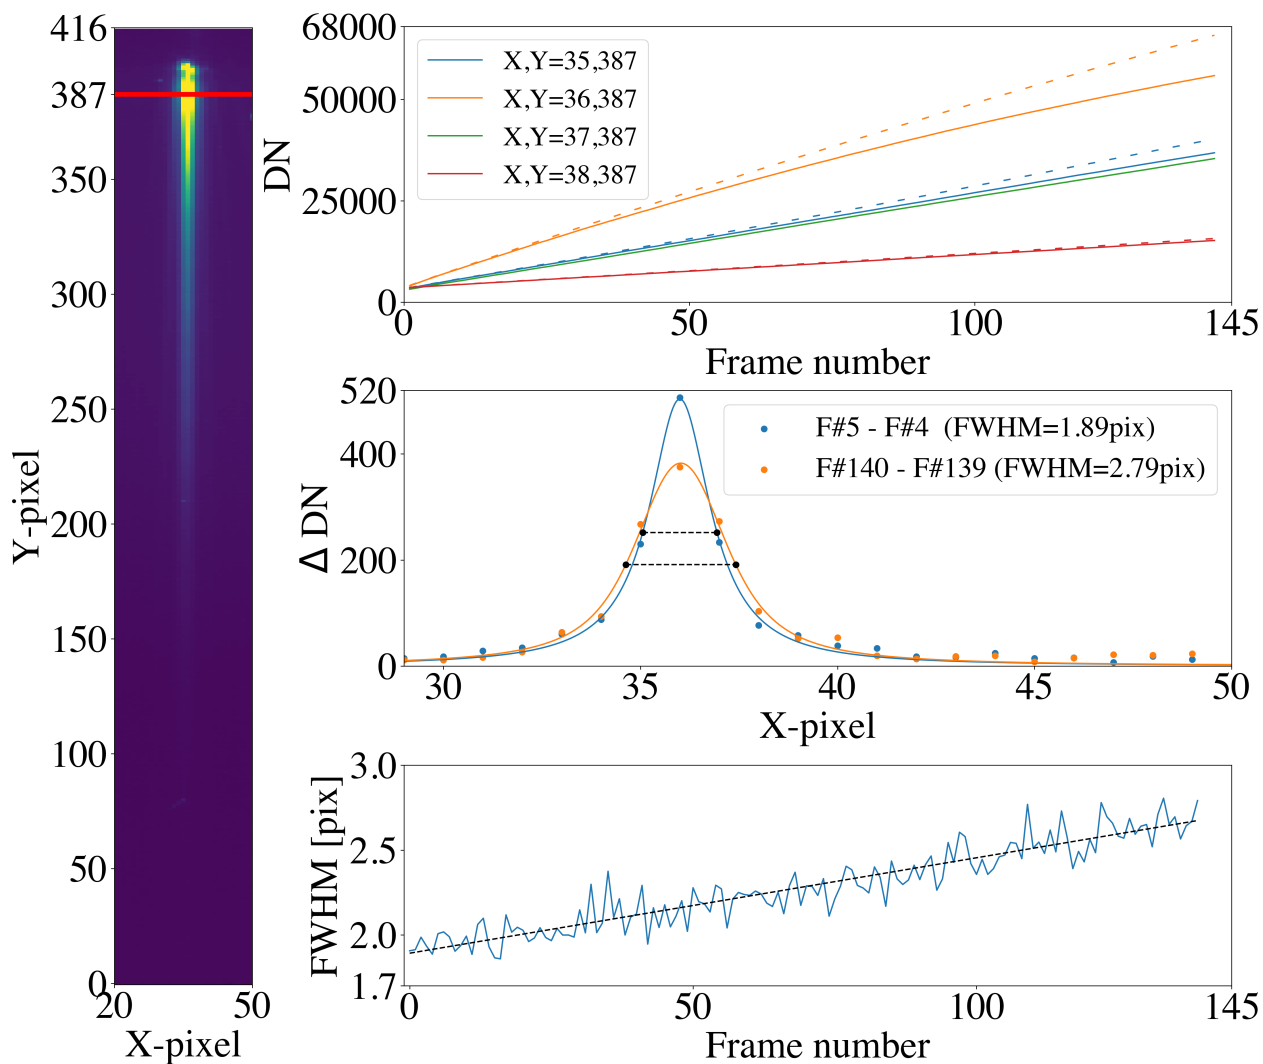 416
387
350
300
250
200
150
100
50
0
20
50
X-pixel
Y-pixel
68000
50000
25000
0
DN
X,Y=35,387
X,Y=36,387
X,Y=37,387
X,Y=38,387
0
50
100
145
Frame number
520
400
200
0
Δ DN
F#5 - F#4 (FWHM=1.89pix)
F#140 - F#139 (FWHM=2.79pix)
30
35
40
45
50
X-pixel
3.0
2.5
2.0
1.7
FWHM [pix]
0
50
100
145
Frame number